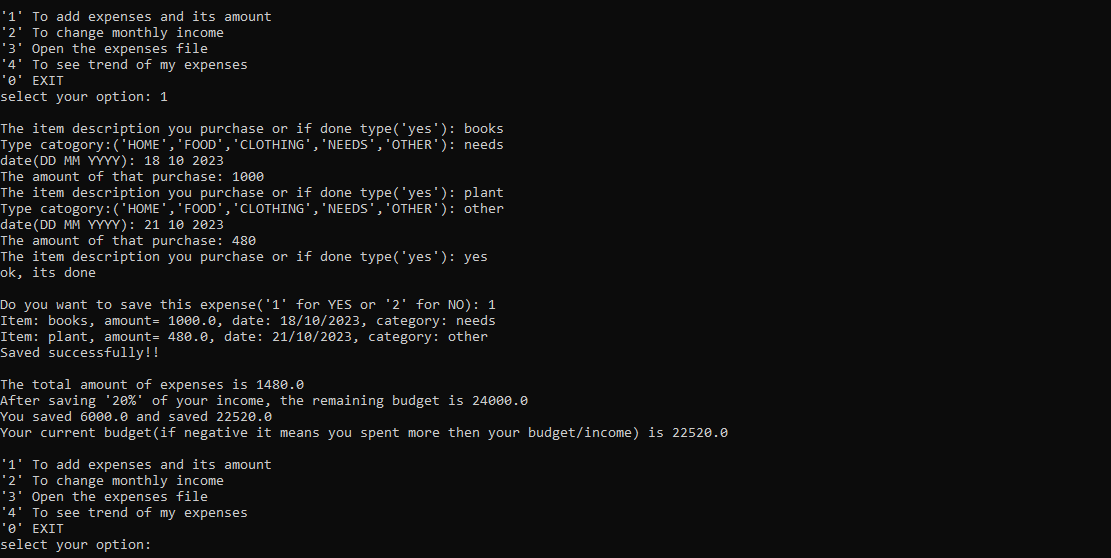 '1' To add expenses and its amount
'2' To change monthly income
'3' Open the expenses file
'4' To see trend of my expenses
'0' EXIT
select your option: 1
The item description you purchase or if done type('yes'): books
Type catogory:('HOME','FOOD','CLOTHING','NEEDS','OTHER'): needs
date(DD MM YYYY): 18 10 2023
The amount of that purchase: 1000
The item description you purchase or if done type('yes'): plant
Type catogory:('HOME','FOOD','CLOTHING','NEEDS','OTHER'): other
date(DD MM YYYY): 21 10 2023
The amount of that purchase: 480
The item description you purchase or if done type('yes'): yes
ok, its done
Do you want to save this expense('1' for YES or '2' for NO): 1
Item: books, amount= 1000.0, date: 18/10/2023, category: needs
Item: plant, amount= 480.0, date: 21/10/2023, category: other
Saved successfully!!
The total amount of expenses is 1480.0
After saving '20%' of your income, the remaining budget is 24000.0
You saved 6000.0 and saved 22520.0
Your current budget(if negative it means you spent more then your budget/income) is 22520.0
'1' To add expenses and its amount
'2' To change monthly income
'3' Open the expenses file
'4' To see trend of my expenses
'0' EXIT
select your option: